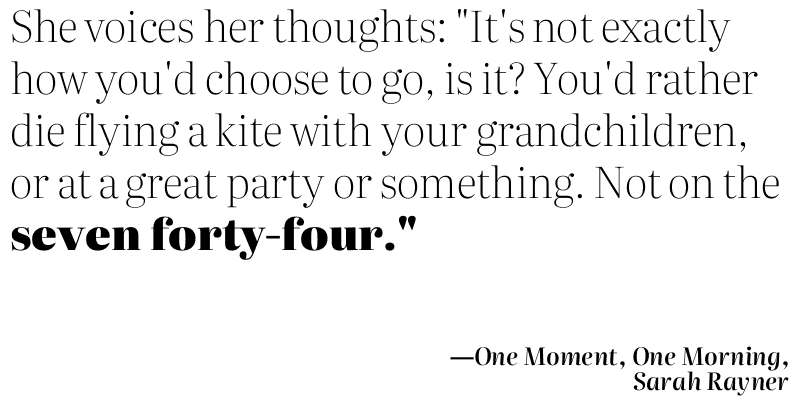 She voices her thoughts: "It's not exactly
how you'd choose to go, is it? You'd rather
die flying a kite with your grandchildren,
or at a great party or something. Not on the
seven forty-four."
—One Moment, One Morning,
Sarah Rayner